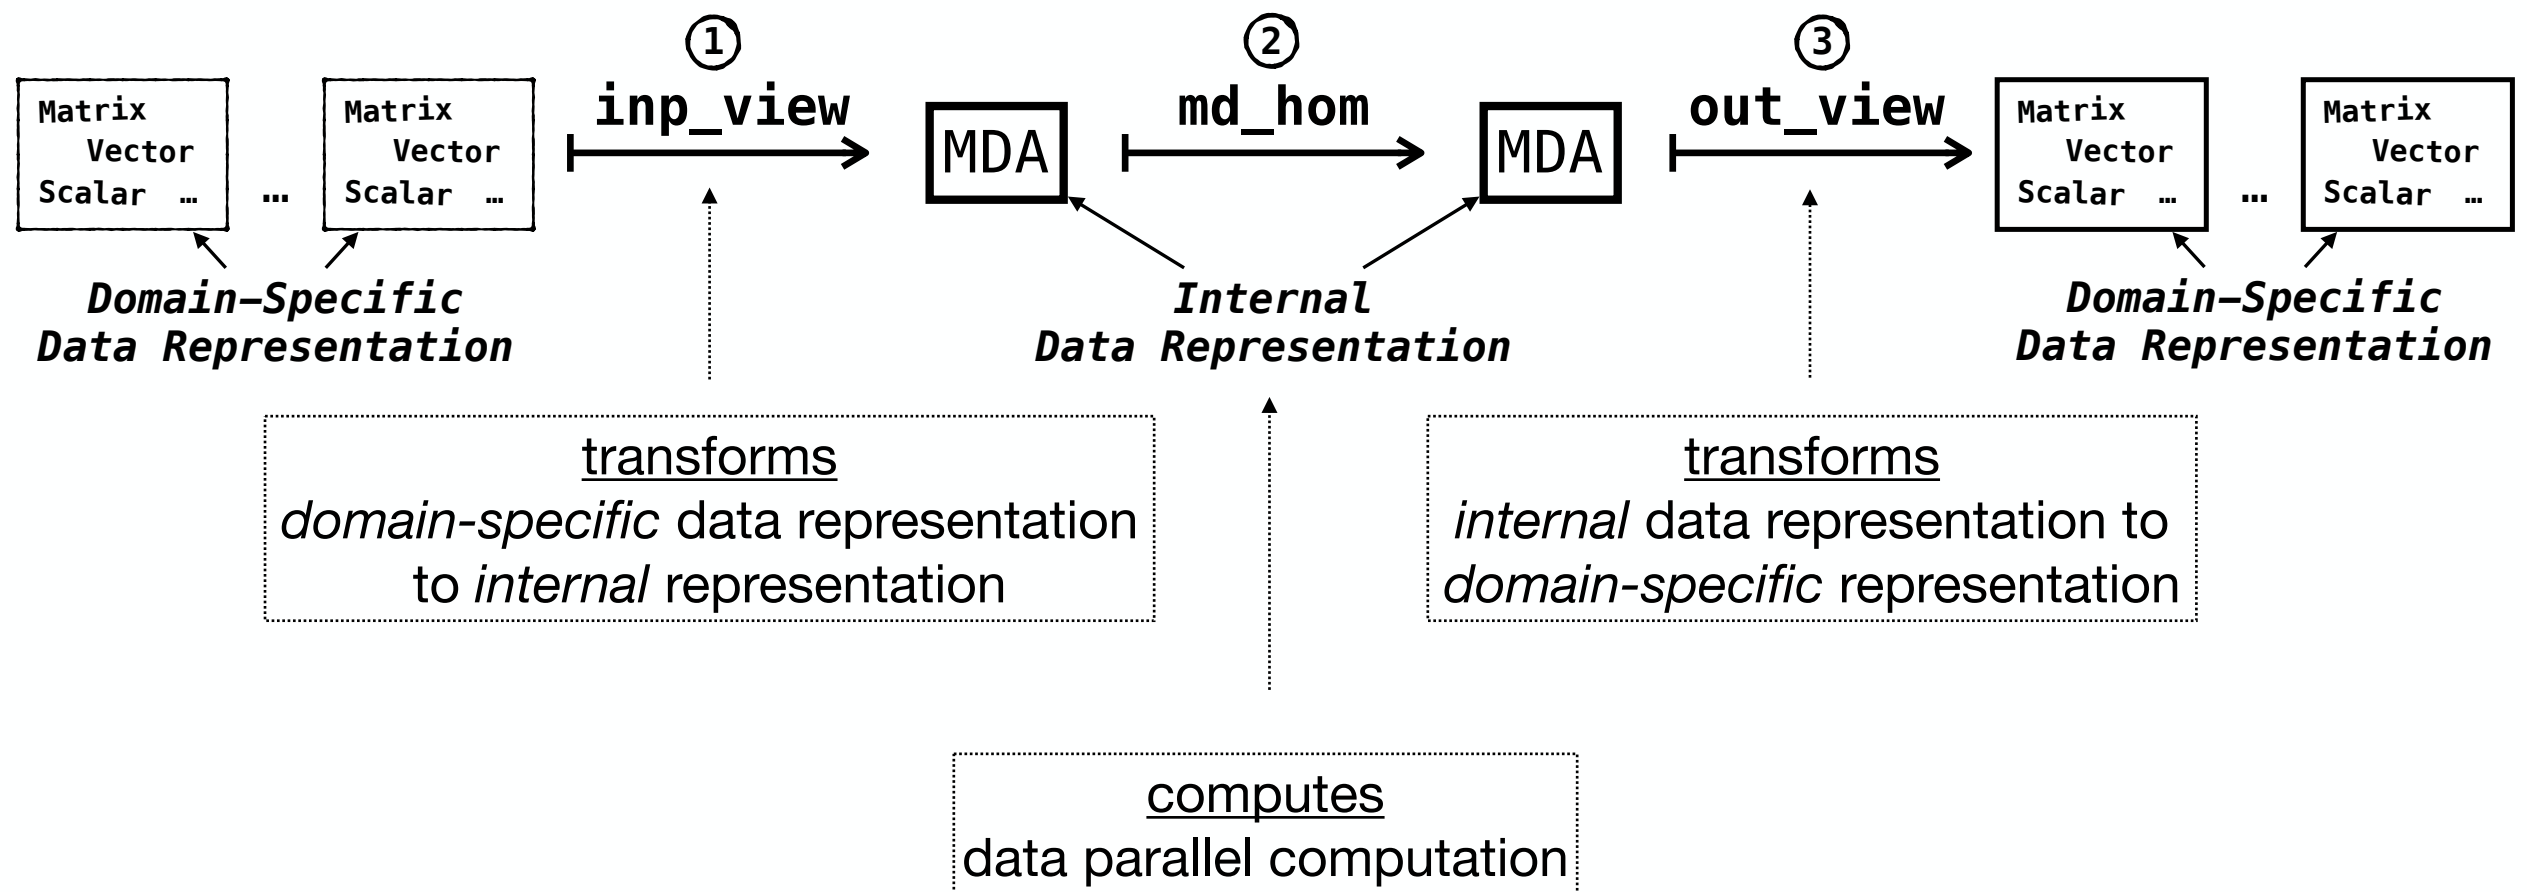 1
2
3
inp_view
md_hom
out_view
Matrix
Vector
Scalar …
…
Matrix
Vector
Scalar …
MDA
MDA
Matrix
Vector
Scalar …
…
Matrix
Vector
Scalar …
Domain-Specific
Data Representation
Internal
Data Representation
Domain-Specific
Data Representation
transforms
domain-specific data representation
to internal representation
transforms
internal data representation to
domain-specific representation
computes
data parallel computation